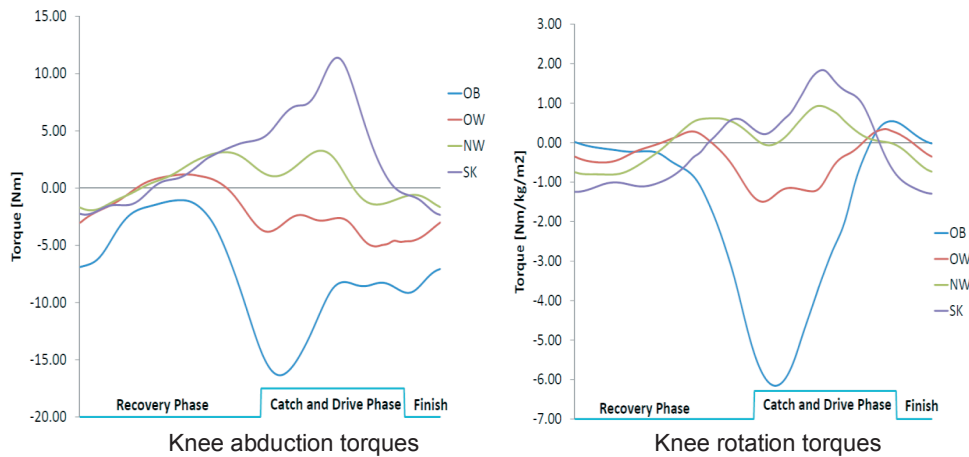 15.00
10.00
5.00
0.00
-5.00
-10.00
-15.00
-20.00
Torque [Nm]
OB
OW
NW
SK
Recovery Phase
Catch and Drive Phase
Finish
Knee abduction torques
3.00
2.00
1.00
0.00
-1.00
-2.00
-3.00
-4.00
-5.00
-6.00
-7.00
Torque [Nm/kg/m2]
OB
OW
NW
SK
Recovery Phase
Catch and Drive Phase
Finish
Knee rotation torques